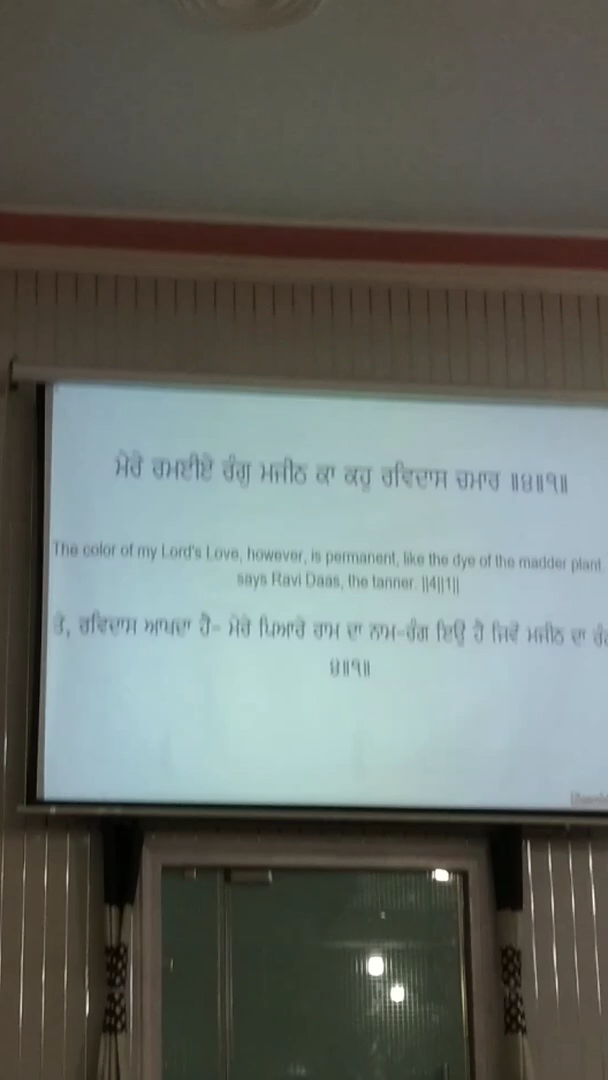 ਮੇਰੇ ਰਮਈਏ ਰੰਗੁ ਮਜੀਠ ਕਾ ਕਹੁ ਰਵਿਦਾਸ ਚਮਾਰ ॥੪॥੧॥
The color of my Lord's Love, however, is permanent, like the dye of the madder plant,
says Ravi Daas, the tanner. ||4||1||
ਤੇ, ਰਵਿਦਾਸ ਆਖਦਾ ਹੈ- ਮੇਰੇ ਪਿਆਰੇ ਰਾਮ ਦਾ ਨਾਮ-ਰੰਗ ਇਉਂ ਹੈ ਜਿਵੇਂ ਮਜੀਠ ਦਾ
੪॥੧॥